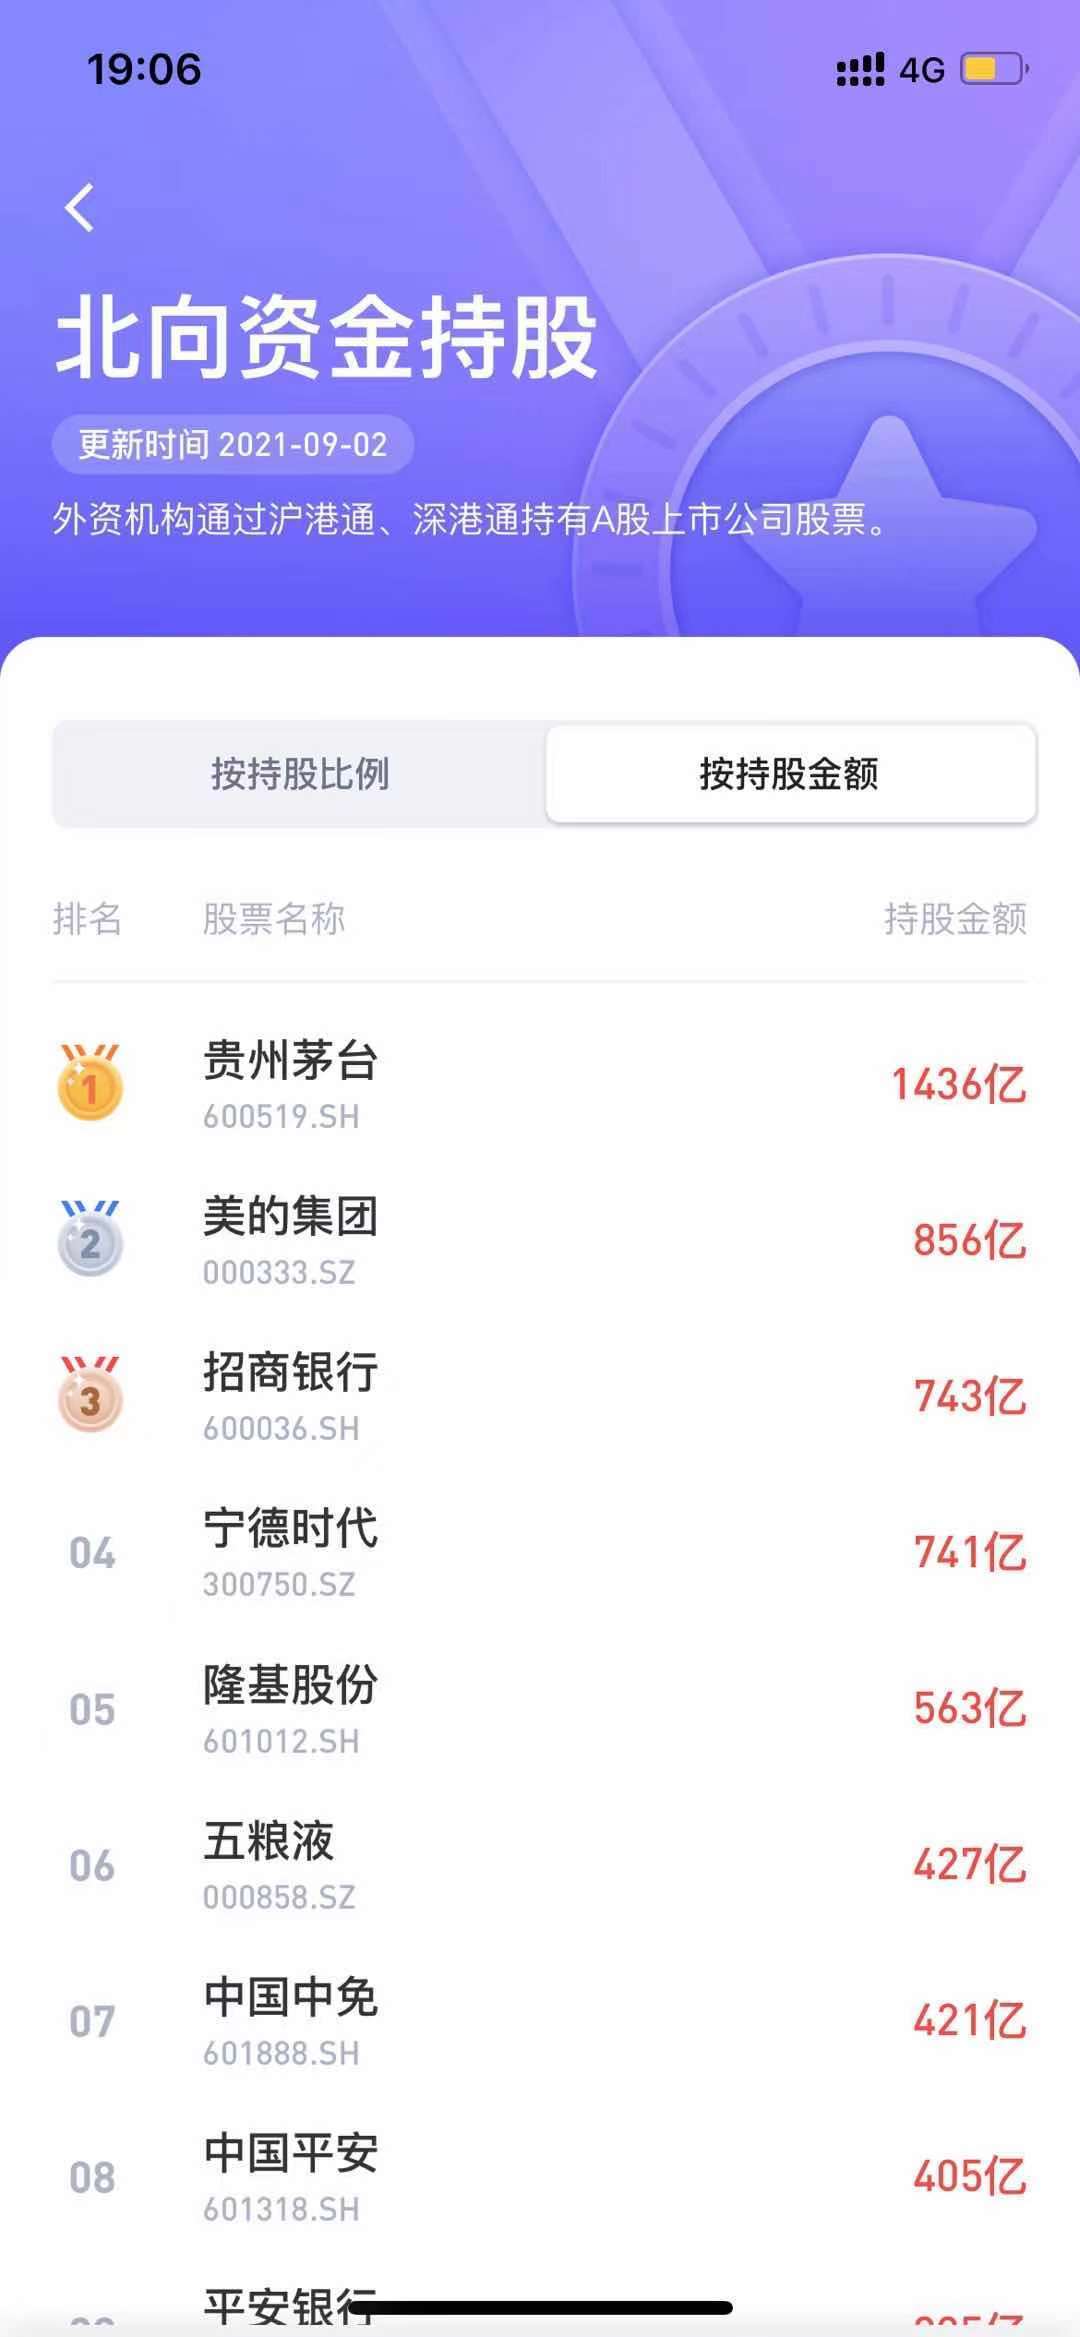 19:06 4G
北向资金持股
更新时间 2021-09-02
外资机构通过沪港通、深港通持有A股上市公司股票。
按持股比例 按持股金额
排名 股票名称 持股金额
1 贵州茅台 1436亿
600519.SH
2 美的集团 856亿
000333.SZ
3 招商银行 743亿
600036.SH
04 宁德时代 741亿
300750.SZ
05 隆基股份 563亿
601012.SH
06 五粮液 427亿
000858.SZ
07 中国中免 421亿
601888.SH
08 中国平安 405亿
601318.SH
平安银行